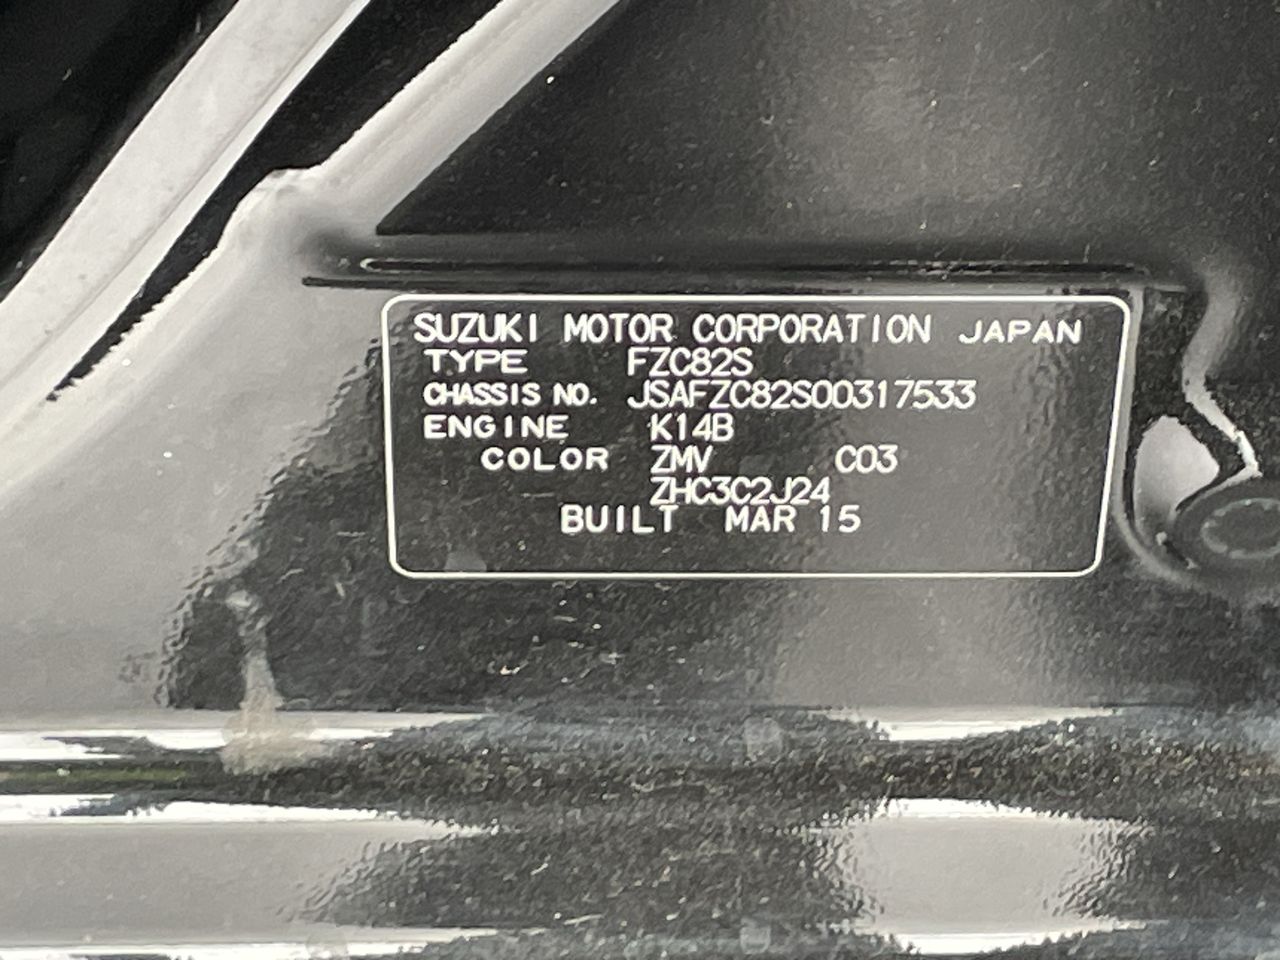 SUZUKI MOTOR CORPORATION JAPAN
TYPE FZC82S
CHASSIS NO. JSAFZC82S00317533
ENGINE K14B
COLOR ZMV C03
ZHC3C2J24
BUILT MAR 15